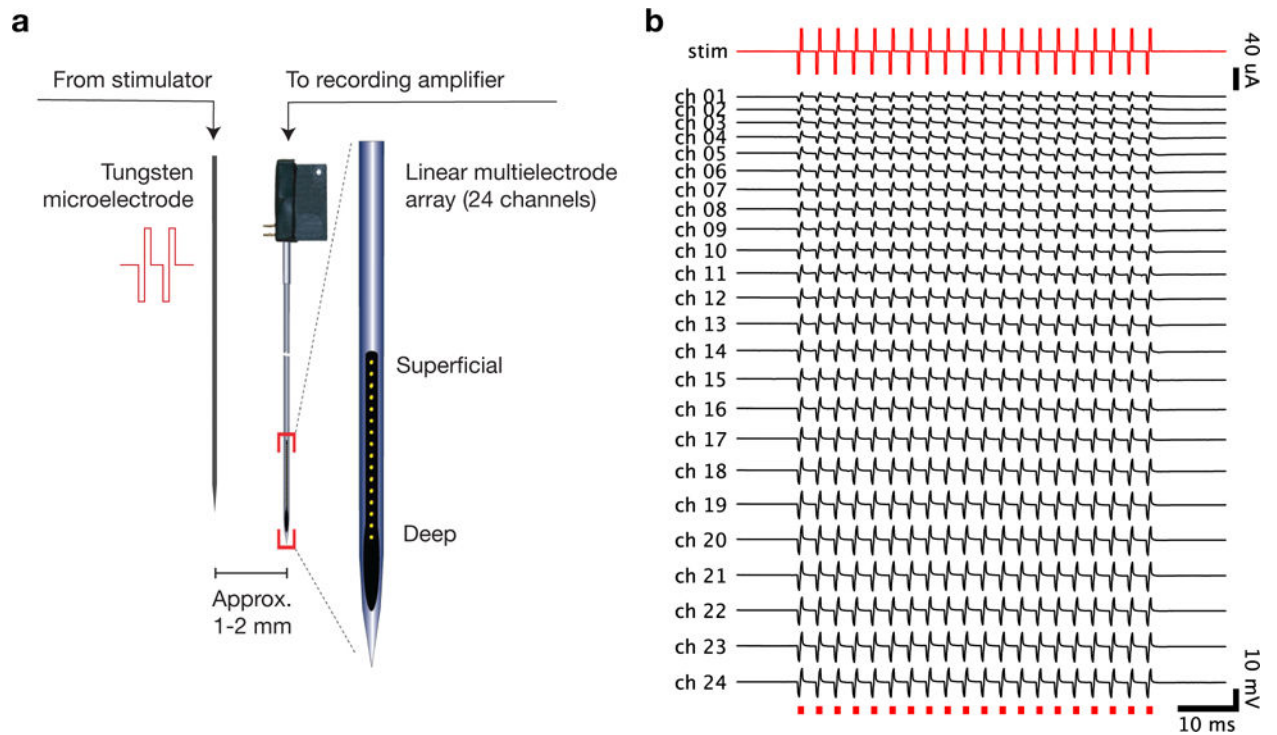 a
From stimulator
To recording amplifier
Tungsten
microelectrode
Linear multielectrode
array (24 channels)
Superficial
Deep
Approx.
1-2 mm
b
stim
40 uA
ch 01
ch 02
ch 03
ch 04
ch 05
ch 06
ch 07
ch 08
ch 09
ch 10
ch 11
ch 12
ch 13
ch 14
ch 15
ch 16
ch 17
ch 18
ch 19
ch 20
ch 21
ch 22
ch 23
ch 24
10 mV
10 ms